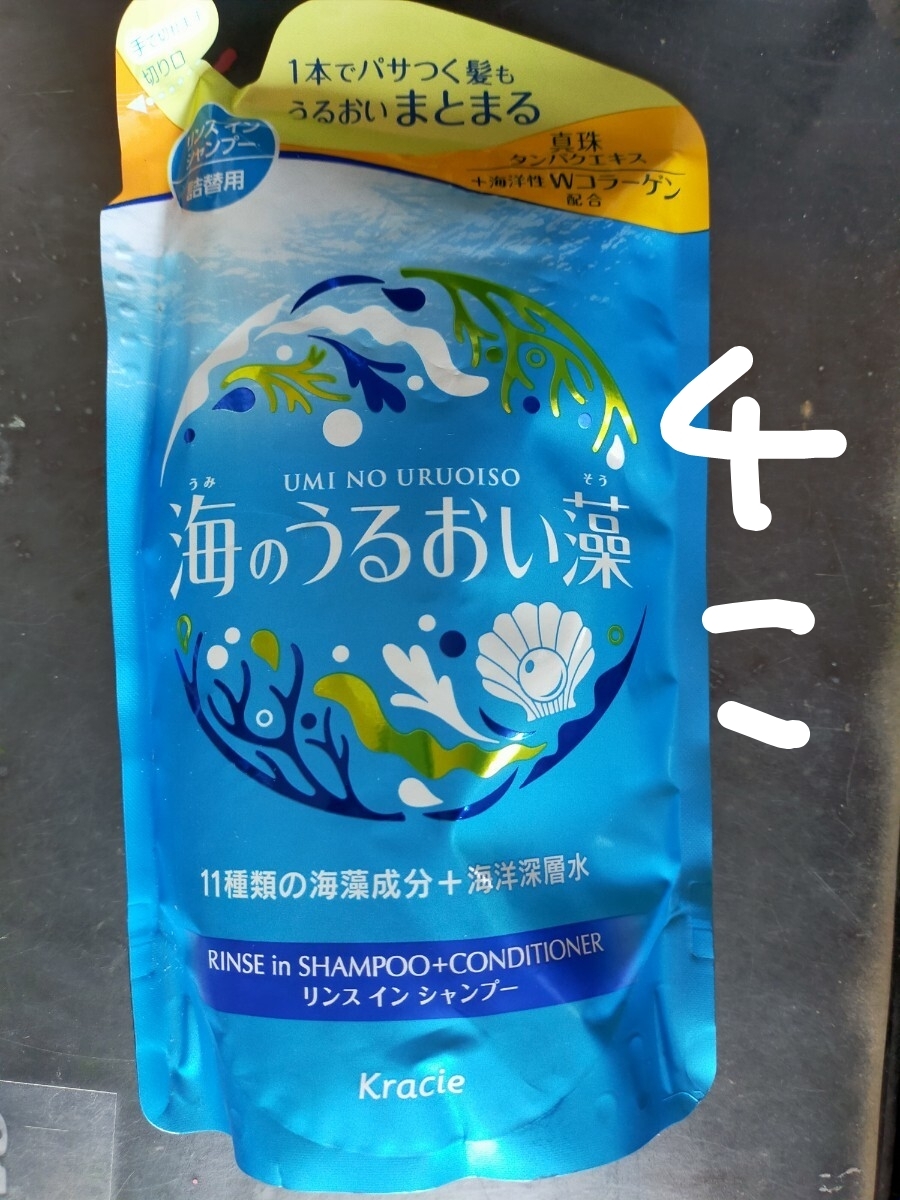 手で切れます
切り口
1本でパサつく髪も
うるおいまとまる
リンス イン
シャンプー
詰替用
真珠
タンパクエキス
＋海洋性Wコラーゲン
配合
4
こ
UMI NO URUOISO
うみ そう
海のうるおい藻
11種類の海藻成分＋海洋深層水
RINSE in SHAMPOO+CONDITIONER
リンス イン シャンプー
Kracie